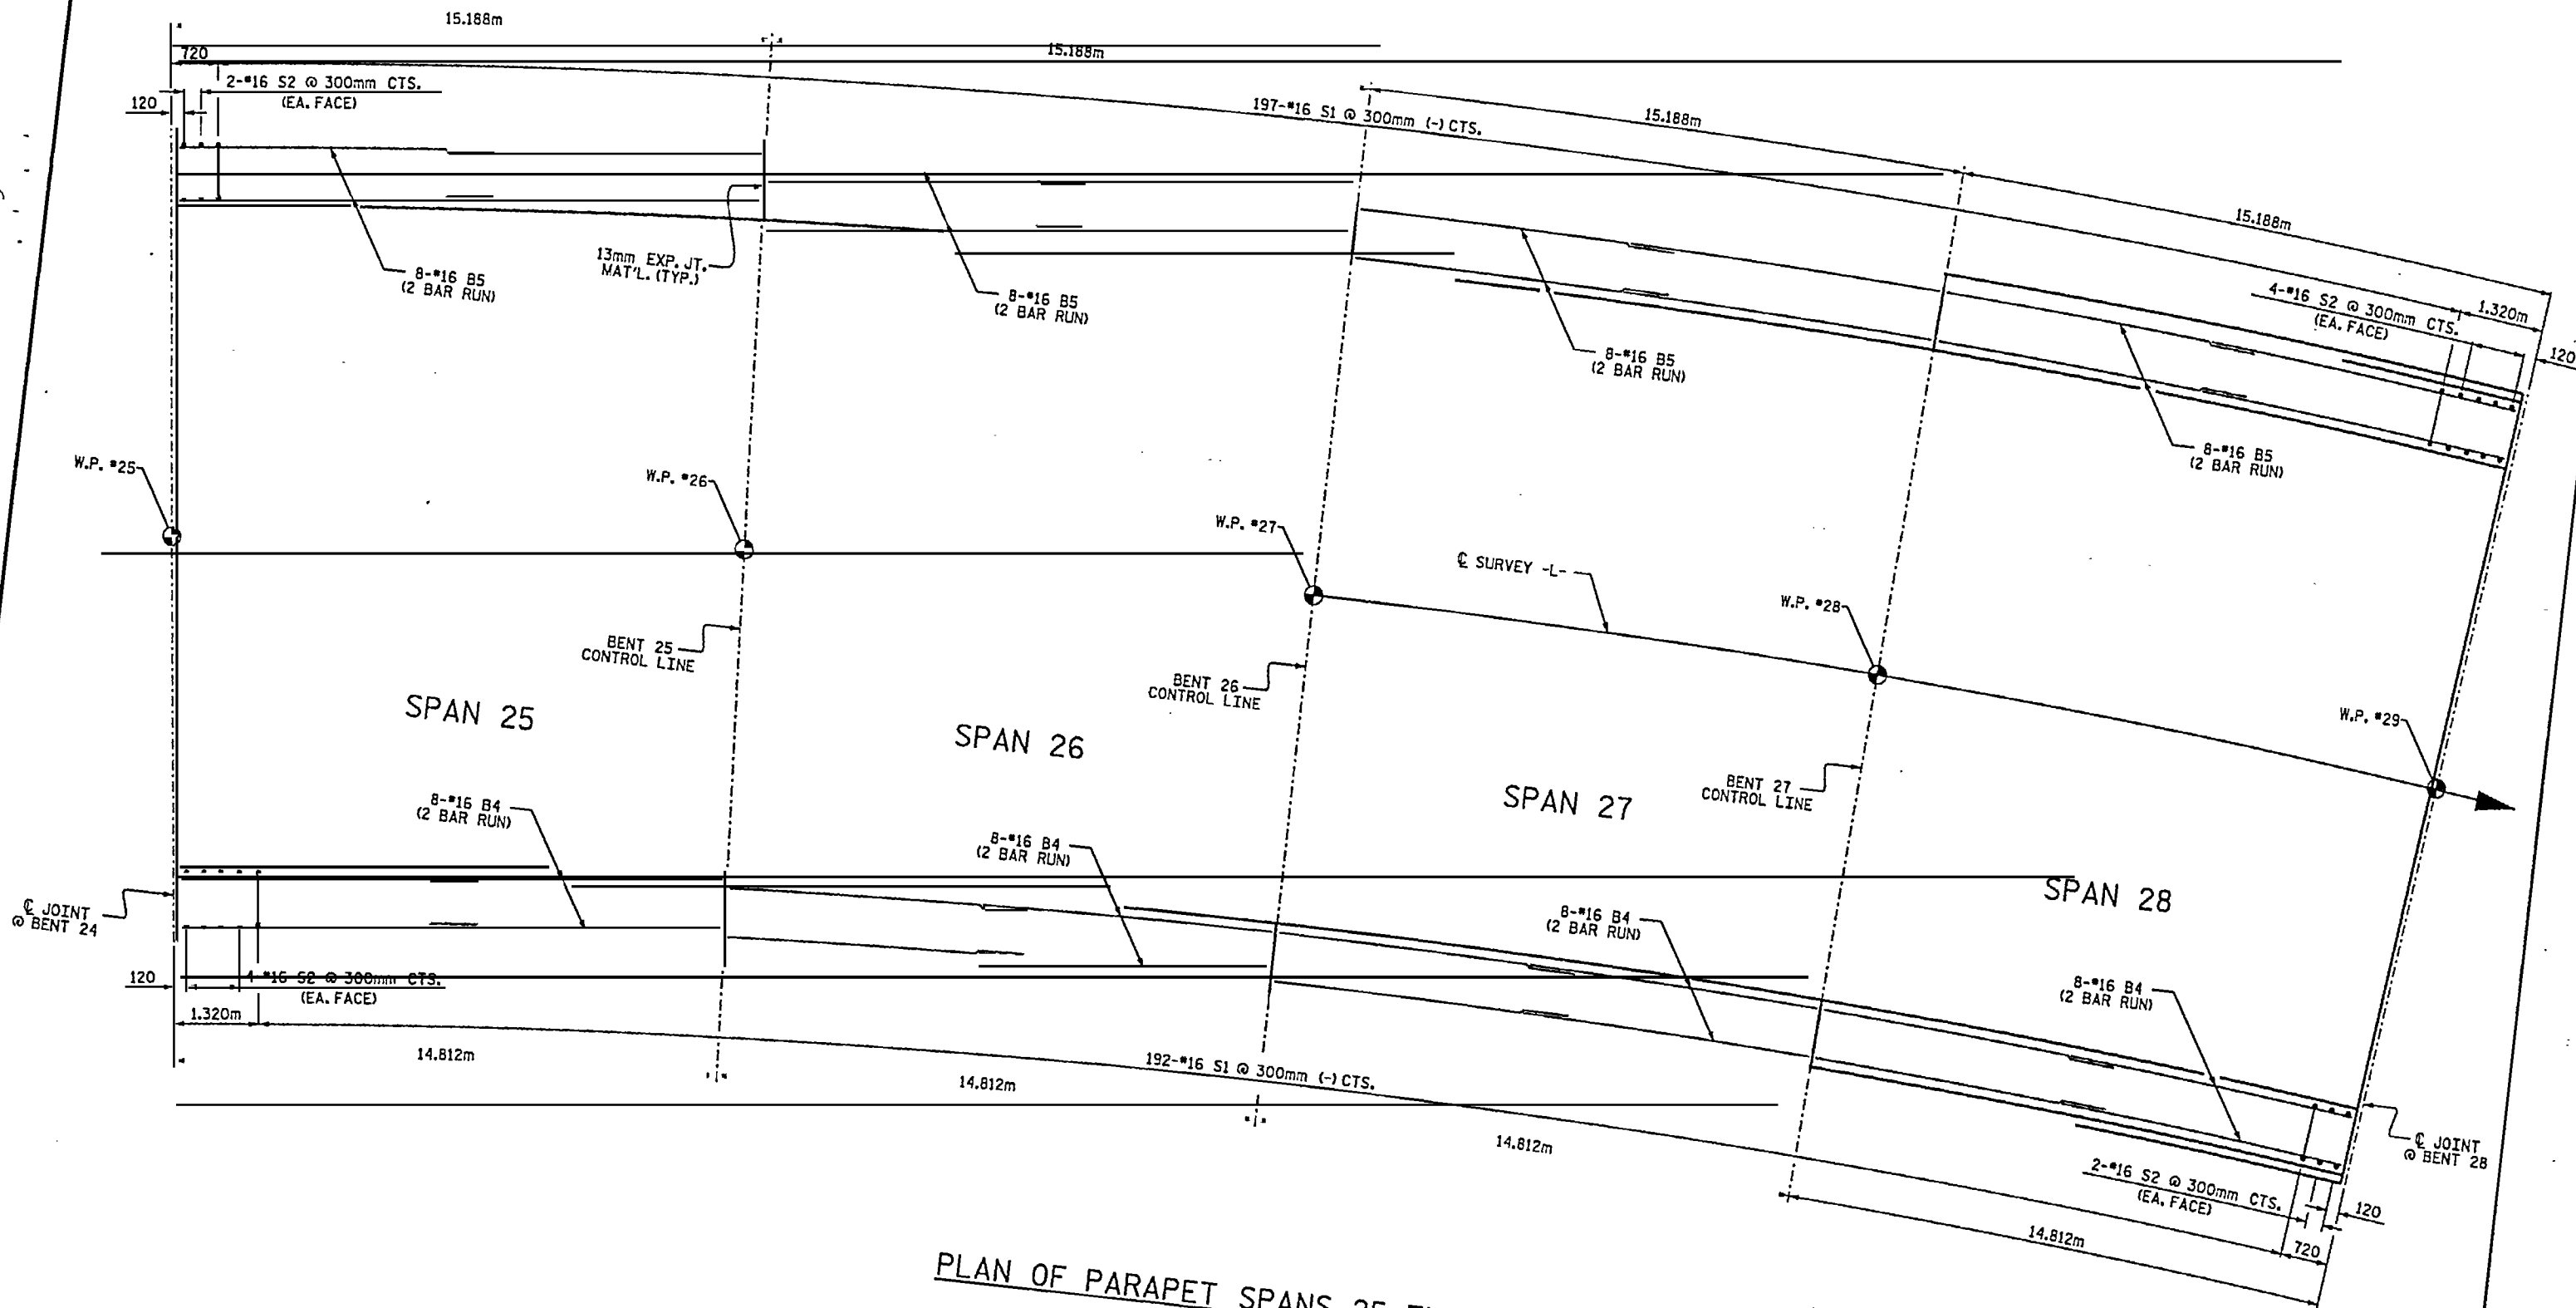 15.188m
15.188m
720
2-#16 S2 @ 300mm CTS.
(EA. FACE)
120
197-#16 S1 @ 300mm (-) CTS.
15.188m
15.188m
8-#16 B5
(2 BAR RUN)
13mm EXP. JT.
MAT'L. (TYP.)
8-#16 B5
(2 BAR RUN)
8-#16 B5
(2 BAR RUN)
4-#16 S2 @ 300mm CTS.
(EA. FACE)
1.320m
120
8-#16 B5
(2 BAR RUN)
W.P. #25
W.P. #26
W.P. #27
℄ SURVEY -L-
W.P. #28
W.P. #29
BENT 25
CONTROL LINE
BENT 26
CONTROL LINE
BENT 27
CONTROL LINE
SPAN 25
SPAN 26
SPAN 27
SPAN 28
8-#16 B4
(2 BAR RUN)
8-#16 B4
(2 BAR RUN)
8-#16 B4
(2 BAR RUN)
8-#16 B4
(2 BAR RUN)
℄ JOINT
@ BENT 24
120
4-#16 S2 @ 300mm CTS.
(EA. FACE)
1.320m
14.812m
192-#16 S1 @ 300mm (-) CTS.
14.812m
14.812m
℄ JOINT
@ BENT 28
2-#16 S2 @ 300mm CTS.
(EA. FACE)
120
720
14.812m
PLAN OF PARAPET SPANS 25